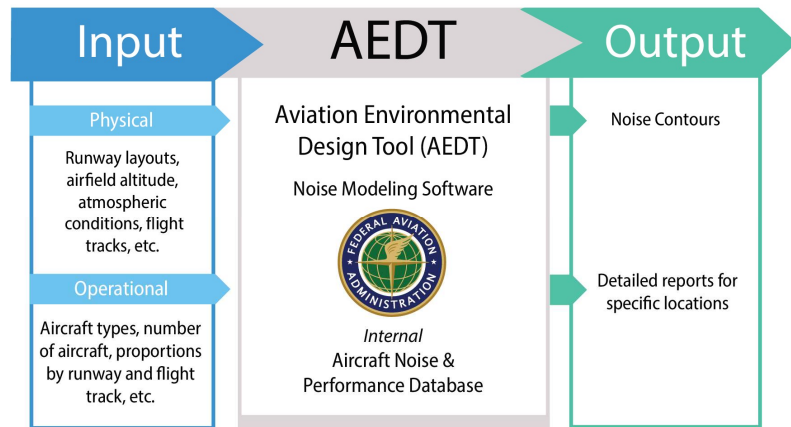 Input
AEDT
Output
Physical
Runway layouts,
airfield altitude,
atmospheric
conditions, flight
tracks, etc.
Operational
Aircraft types, number
of aircraft, proportions
by runway and flight
track, etc.
Aviation Environmental
Design Tool (AEDT)
Noise Modeling Software
FEDERAL AVIATION
ADMINISTRATION
Internal
Aircraft Noise &
Performance Database
Noise Contours
Detailed reports for
specific locations